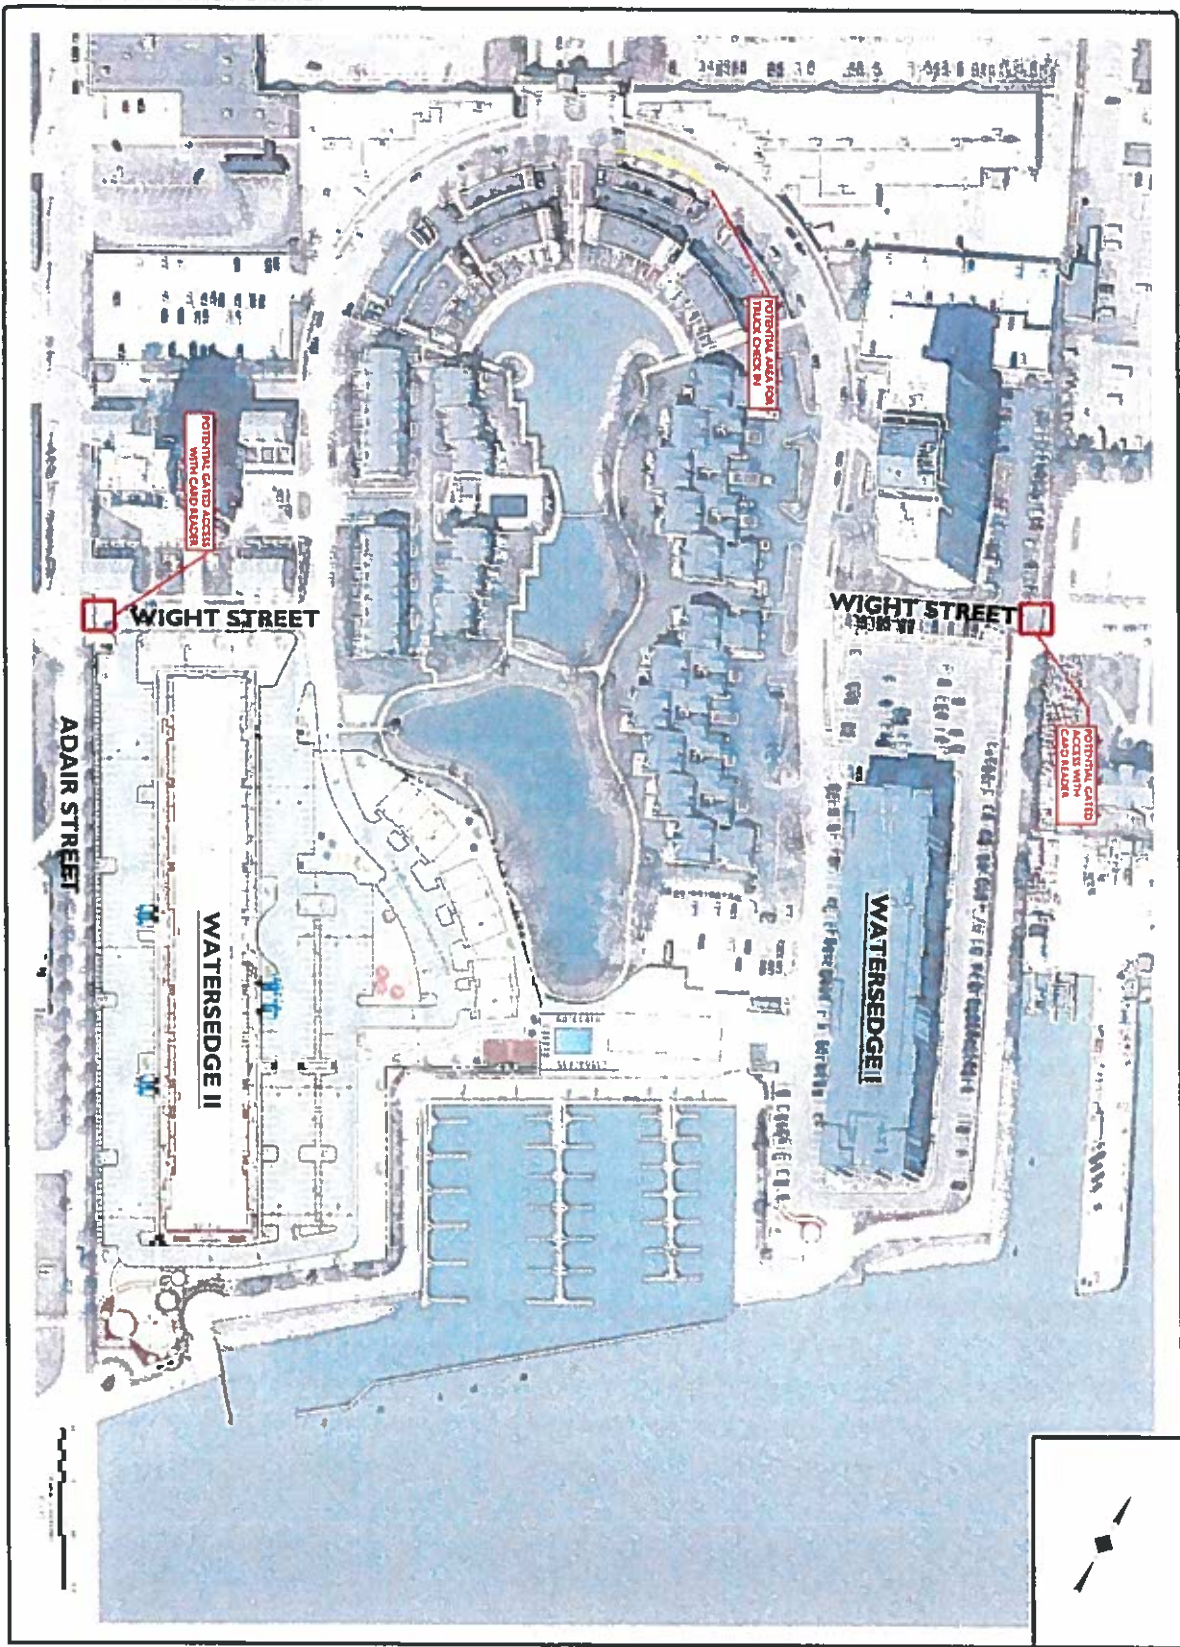 POTENTIAL AREA FOR
TRUCK CHECK IN
POTENTIAL GATED ACCESS
WITH CARD READER
WIGHT STREET
WIGHT STREET
POTENTIAL GATED
ACCESS WITH
CARD READER
ADAIR STREET
WATERSEDGE II
WATERSEDGE I